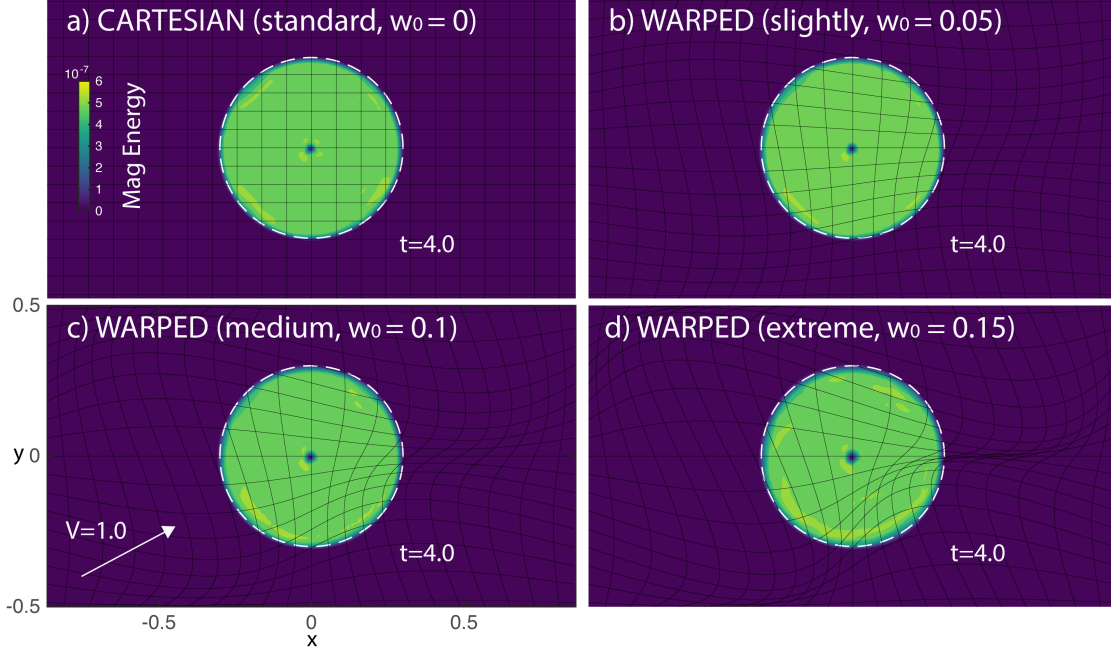 a) CARTESIAN (standard, w₀ = 0)
10⁻⁷
6
5
4
3
2
1
0
Mag Energy
t=4.0
b) WARPED (slightly, w₀ = 0.05)
t=4.0
0.5
y 0
-0.5
c) WARPED (medium, w₀ = 0.1)
V=1.0
t=4.0
-0.5 0 0.5
x
d) WARPED (extreme, w₀ = 0.15)
t=4.0